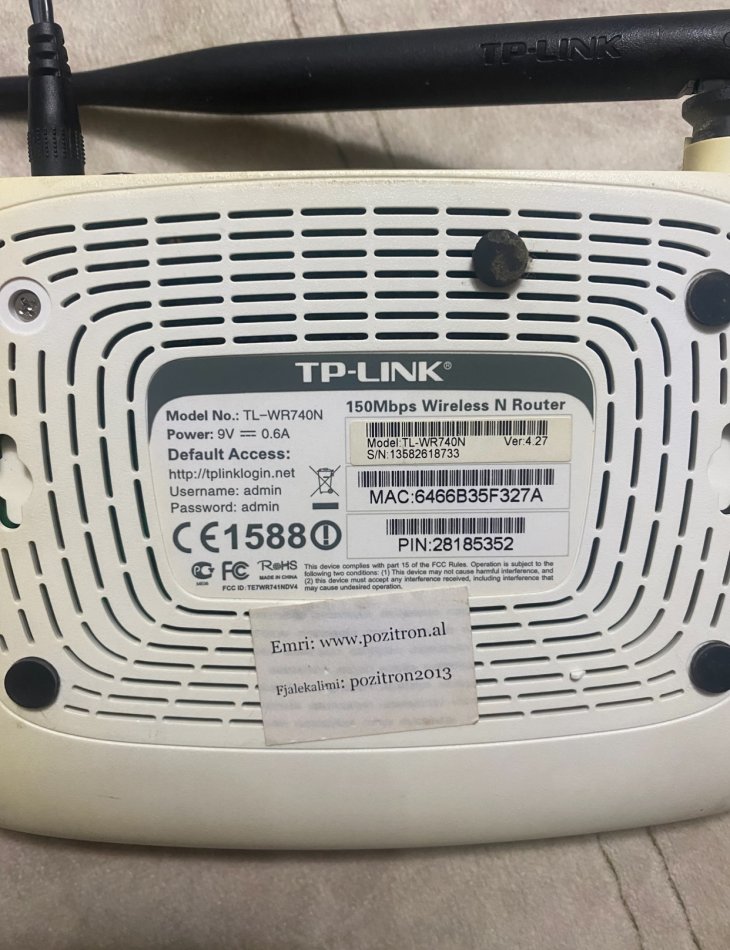 TP-LINK
TP-LINK®
Model No.: TL-WR740N
Power: 9V ⎓ 0.6A
Default Access:
http://tplinklogin.net
Username: admin
Password: admin
CE1588
FC
RoHS
MADE IN CHINA
FCC ID: TE7WR741NDV4
150Mbps Wireless N Router
Model:TL-WR740N Ver:4.27
S/N:13582618733
MAC:6466B35F327A
PIN:28185352
This device complies with part 15 of the FCC Rules. Operation is subject to the
following two conditions: (1) This device may not cause harmful interference, and
(2) this device must accept any interference received, including interference that
may cause undesired operation.
Emri: www.pozitron.al
Fjalekalimi: pozitron2013